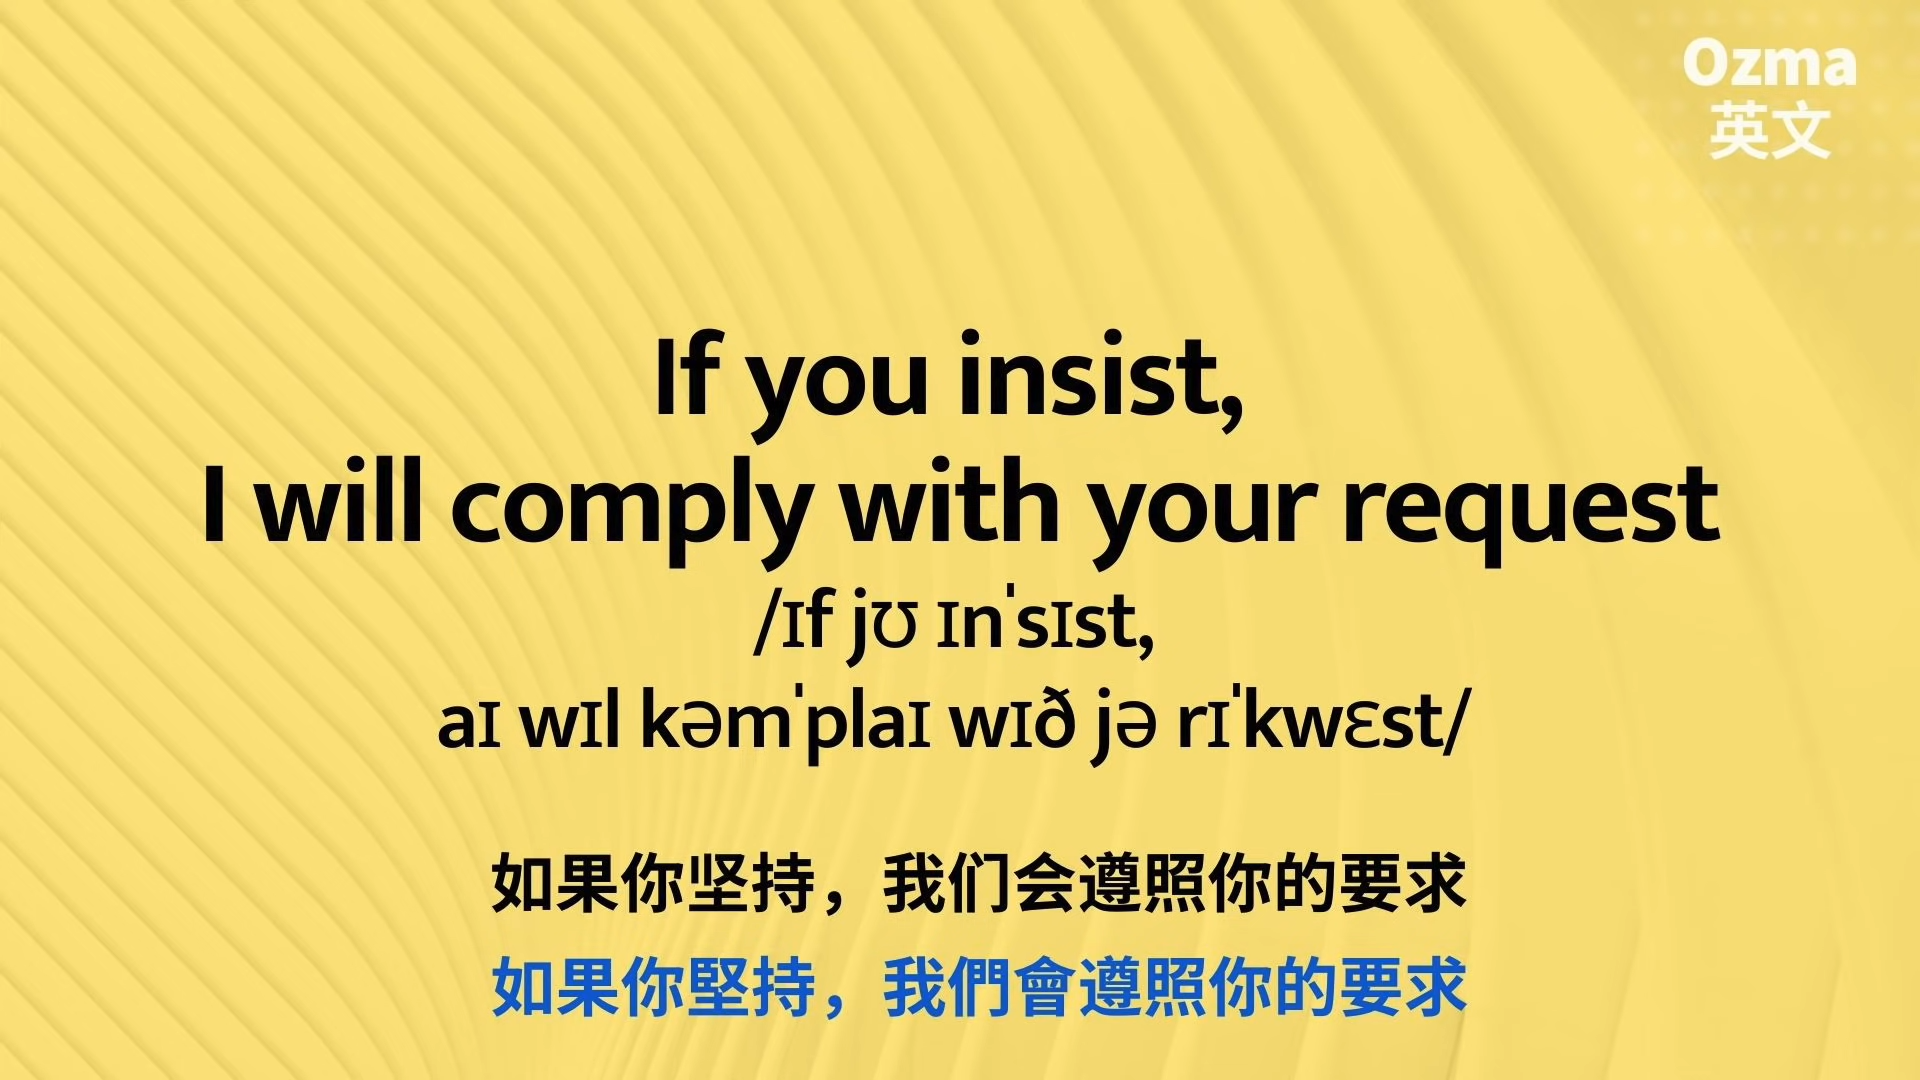 Ozma
英文
If you insist,
I will comply with your request
/ɪf jʊ ɪnˈsɪst,
aɪ wɪl kəmˈplaɪ wɪð jə rɪˈkwɛst/
如果你坚持，我们会遵照你的要求
如果你堅持，我們會遵照你的要求